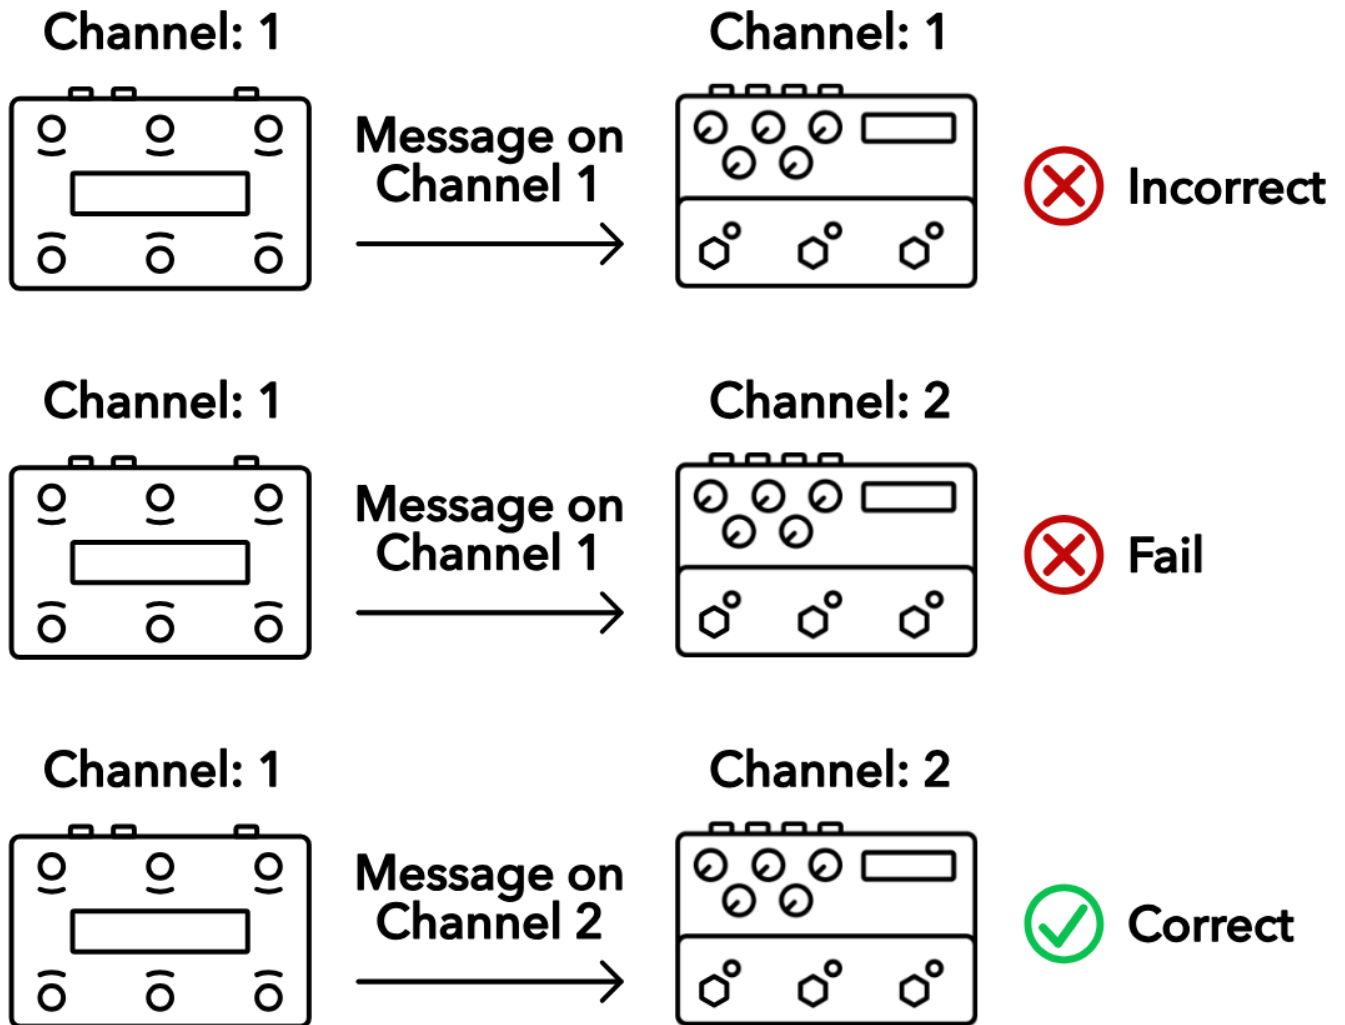 Channel: 1
Channel: 1
Message on
Channel 1
Incorrect
Channel: 1
Channel: 2
Message on
Channel 1
Fail
Channel: 1
Channel: 2
Message on
Channel 2
Correct